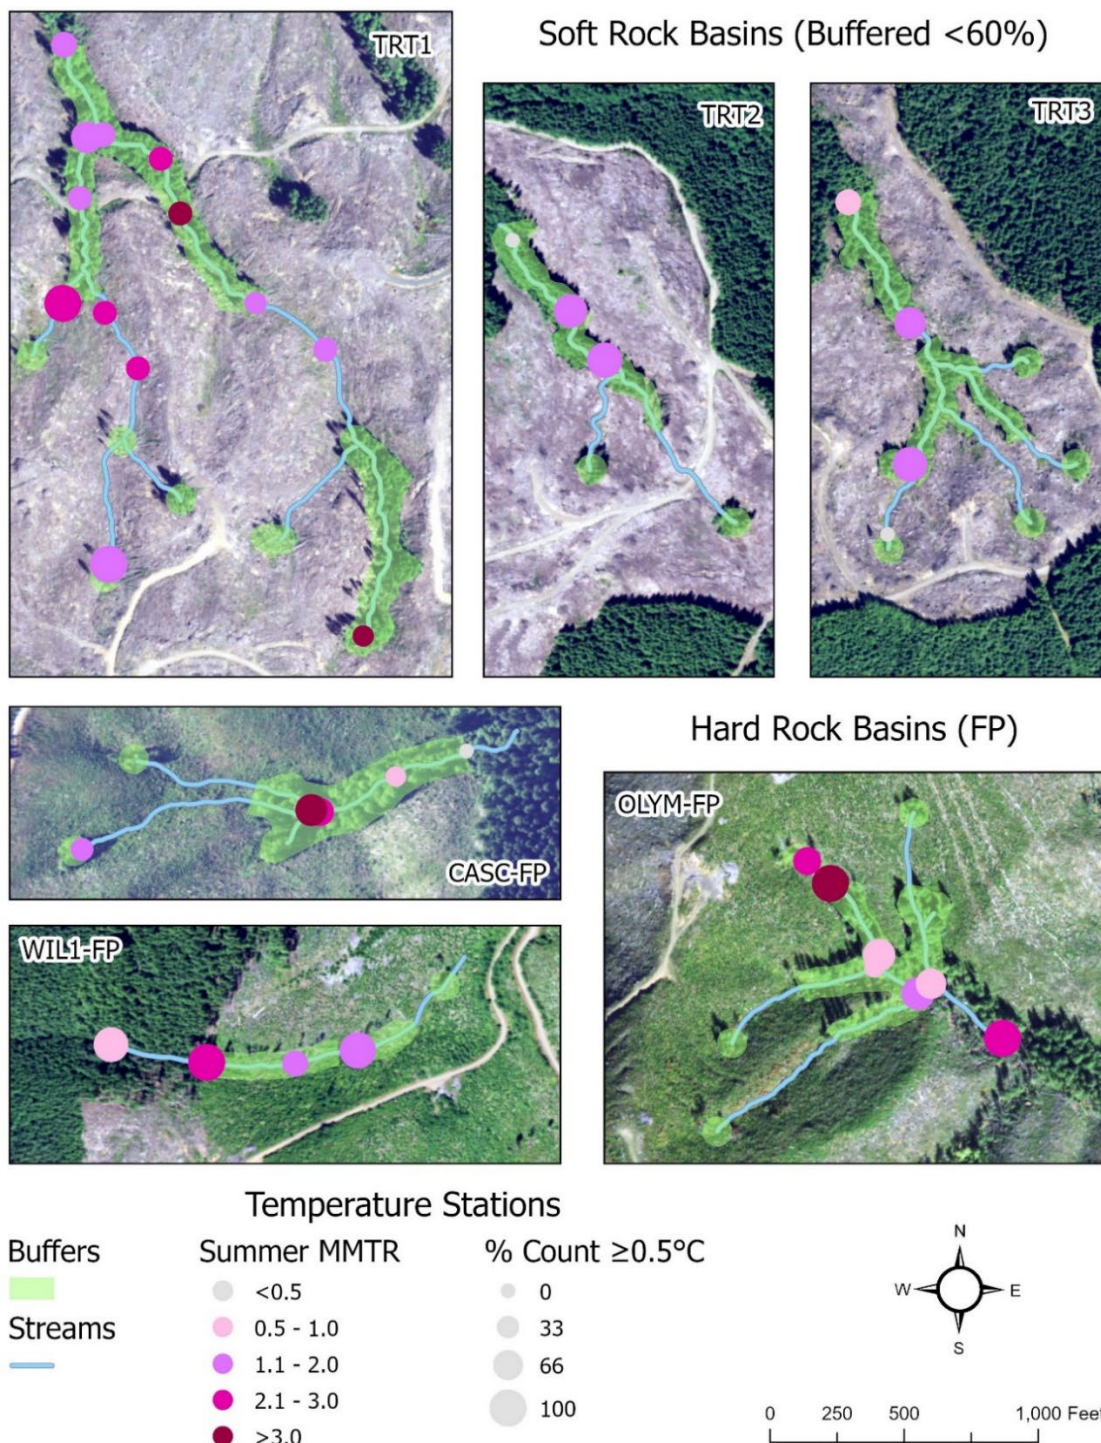 Soft Rock Basins (Buffered <60%)
TRT1
TRT2
TRT3
Hard Rock Basins (FP)
CASC-FP
OLYM-FP
WIL1-FP
Temperature Stations
Buffers
Streams
Summer MMTR
<0.5
0.5 - 1.0
1.1 - 2.0
2.1 - 3.0
>3.0
% Count ≥0.5°C
0
33
66
100
N
W
E
S
0 250 500 1,000 Feet